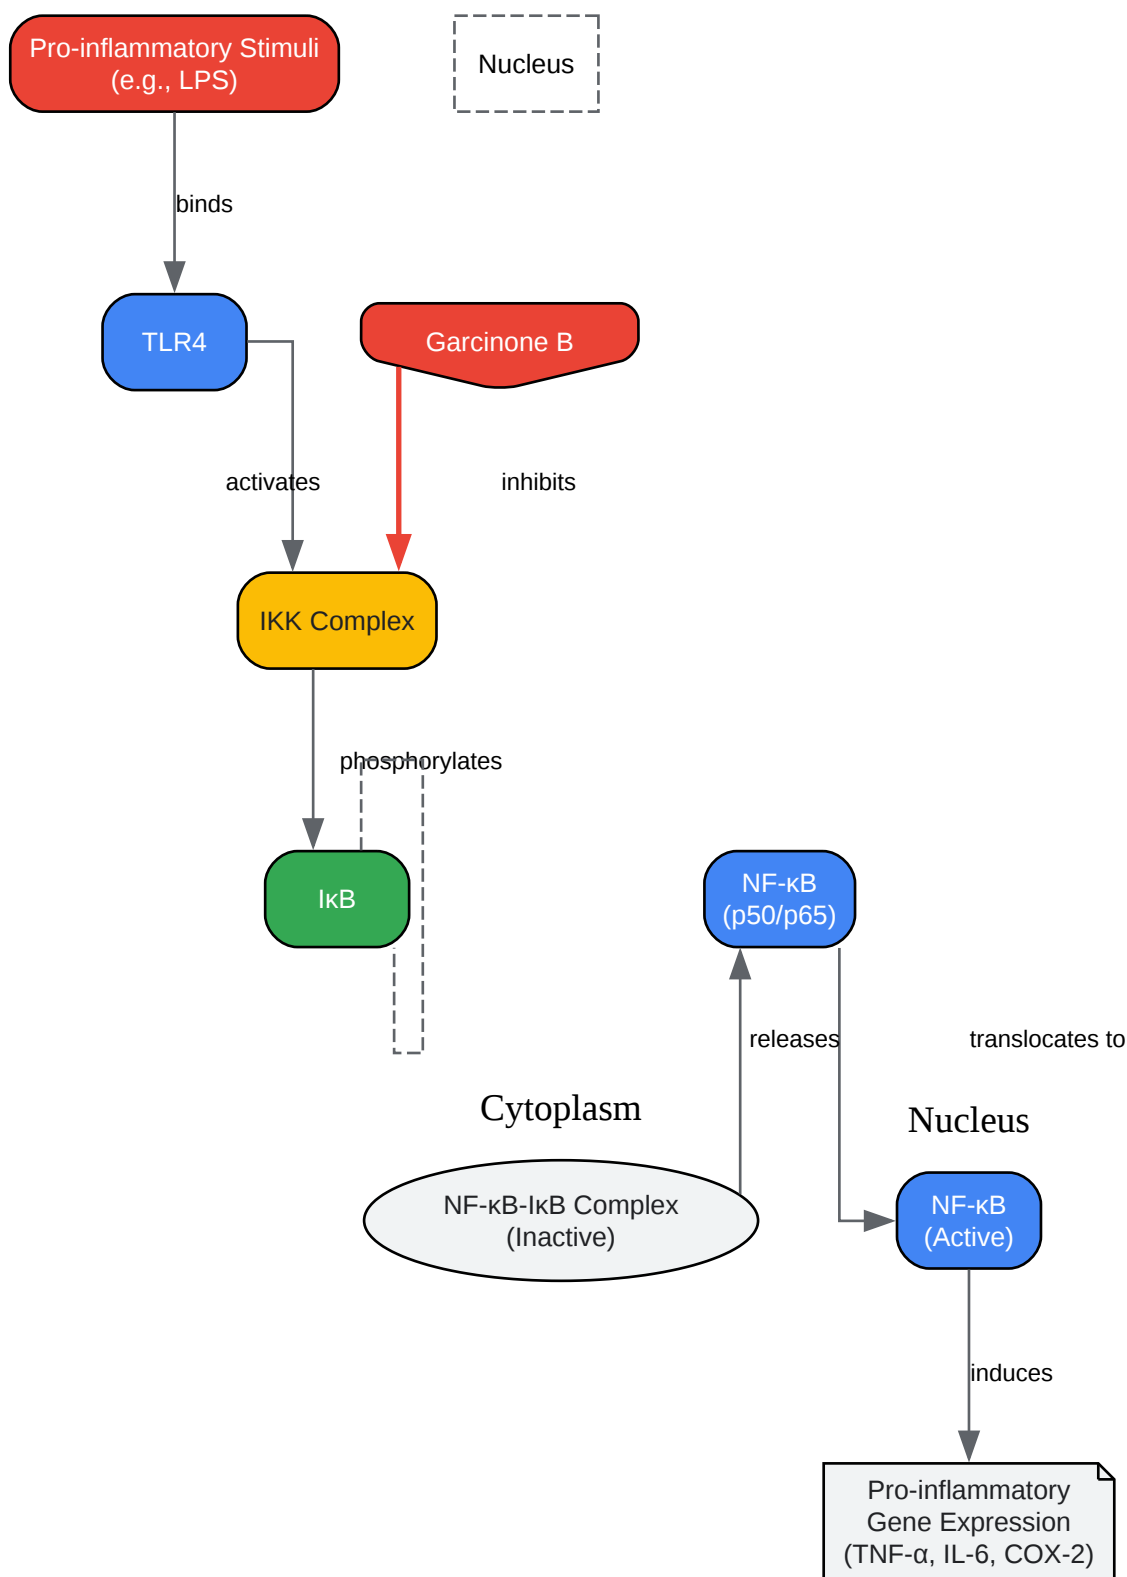 Pro-inflammatory Stimuli
(e.g., LPS)
Nucleus
binds
TLR4
Garcinone B
activates
inhibits
IKK Complex
phosphorylates
IκB
NF-κB
(p50/p65)
releases
translocates to
Cytoplasm
Nucleus
NF-κB-IκB Complex
(Inactive)
NF-κB
(Active)
induces
Pro-inflammatory
Gene Expression
(TNF-α, IL-6, COX-2)